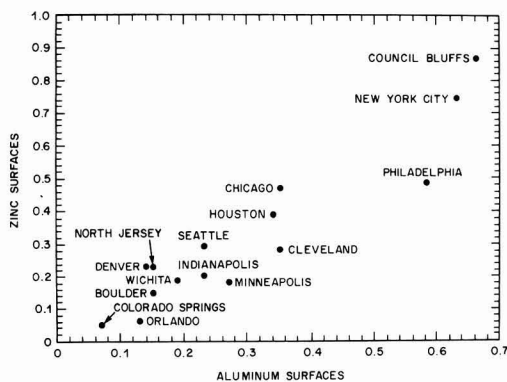 1.0
0.9
0.8
0.7
0.6
0.5
0.4
0.3
0.2
0.1
0
ZINC SURFACES
COUNCIL BLUFFS
NEW YORK CITY
PHILADELPHIA
CHICAGO
HOUSTON
NORTH JERSEY
SEATTLE
CLEVELAND
DENVER
INDIANAPOLIS
WICHITA
MINNEAPOLIS
BOULDER
COLORADO SPRINGS
ORLANDO
0
0.1
0.2
0.3
0.4
0.5
0.6
0.7
ALUMINUM SURFACES